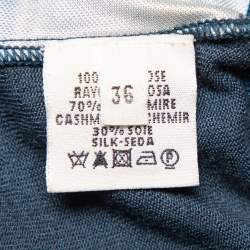 100 OSE
RAYO OSA
36
70% MIRE
CASHM CHEMIR
30% SOIE
SILK-SEDA
P